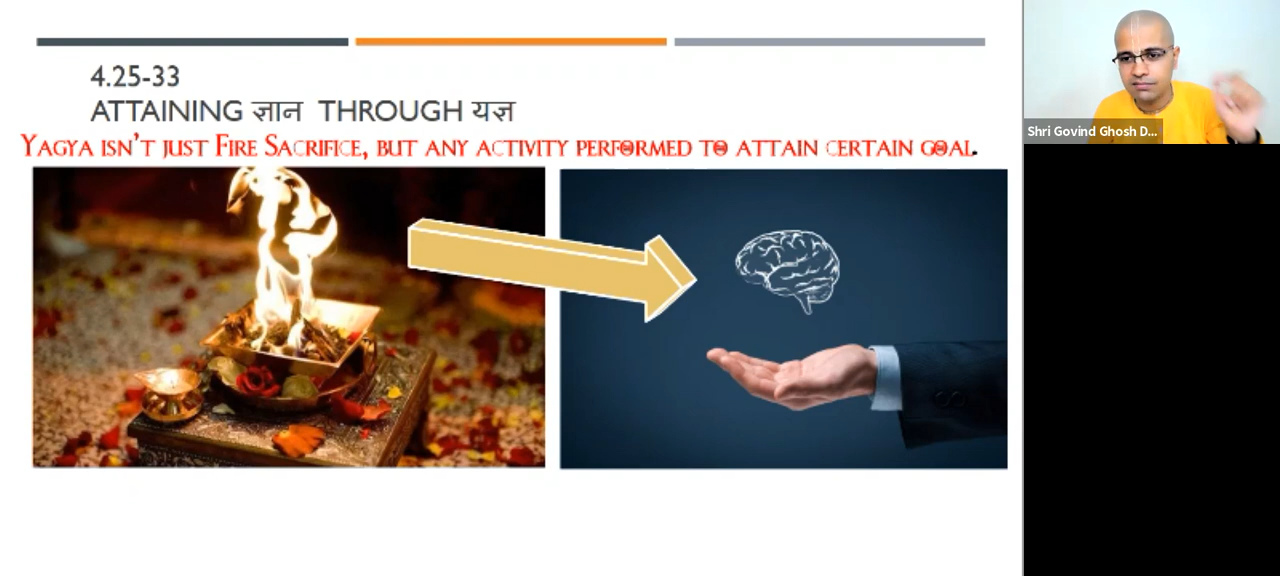 4.25-33
ATTAINING ज्ञान THROUGH यज्ञ
Yagya isn't just Fire Sacrifice, but any activity performed to attain certain goal.
Shri Govind Ghosh D...